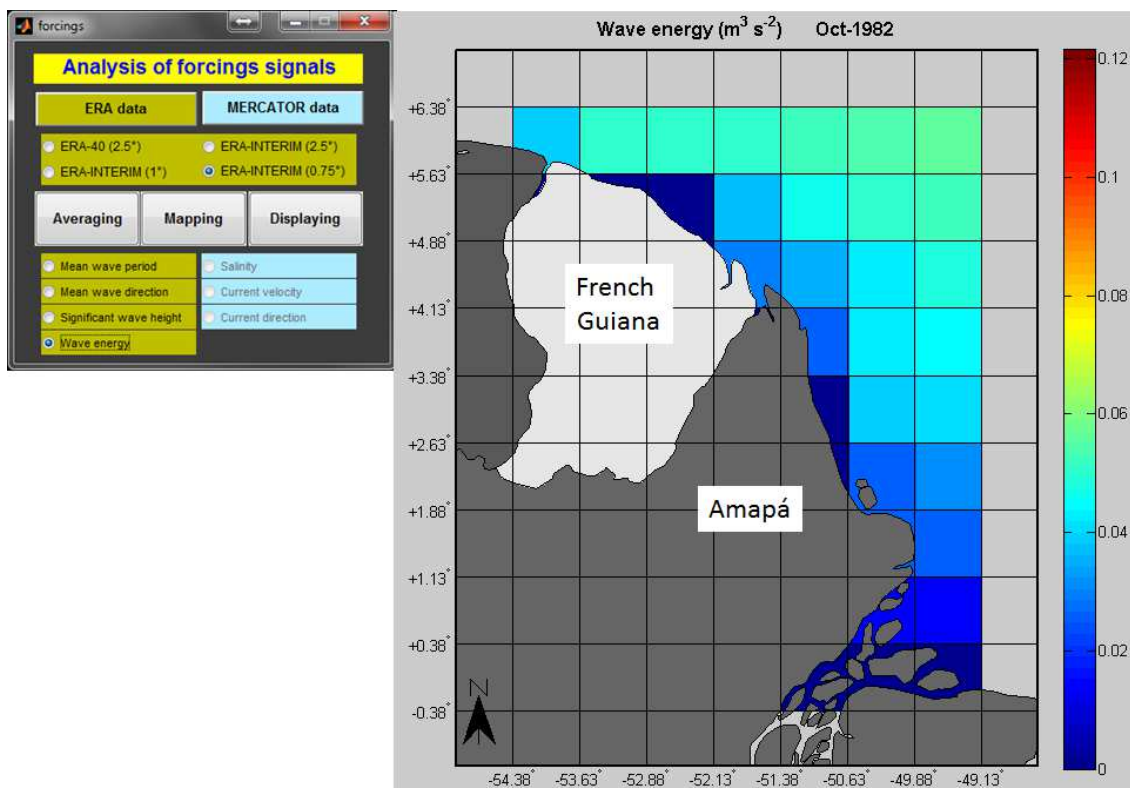 forcings
Analysis of forcings signals
ERA data
MERCATOR data
ERA-40 (2.5°)
ERA-INTERIM (2.5°)
ERA-INTERIM (1°)
ERA-INTERIM (0.75°)
Averaging
Mapping
Displaying
Mean wave period
Salinity
Mean wave direction
Current velocity
Significant wave height
Current direction
Wave energy
Wave energy (m³ s⁻²) Oct-1982
+6.38°
+5.63°
+4.88°
+4.13°
+3.38°
+2.63°
+1.88°
+1.13°
+0.38°
-0.38°
French
Guiana
Amapá
N
-54.38° -53.63° -52.88° -52.13° -51.38° -50.63° -49.88° -49.13°
0.12
0.1
0.08
0.06
0.04
0.02
0